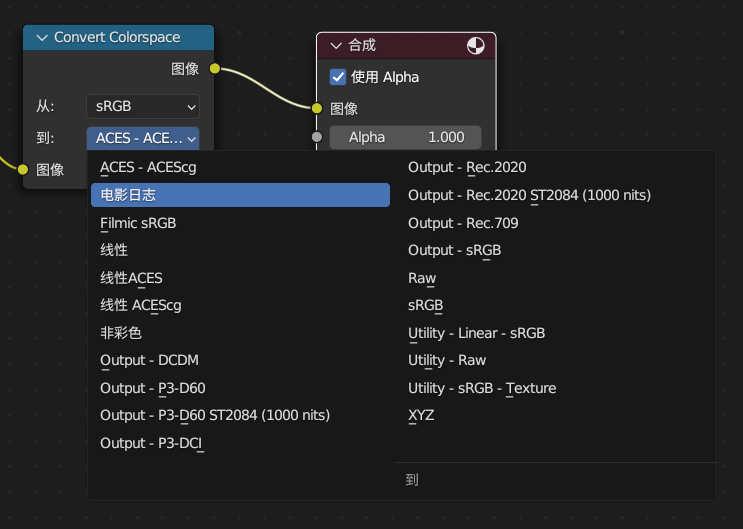 Convert Colorspace
图像
从:
sRGB
到:
ACES - ACE...
图像
合成
使用 Alpha
图像
Alpha
1.000
ACES - ACEScg
电影日志
Filmic sRGB
线性
线性ACES
线性 ACEScg
非彩色
Output - DCDM
Output - P3-D60
Output - P3-D60 ST2084 (1000 nits)
Output - P3-DCI
Output - Rec.2020
Output - Rec.2020 ST2084 (1000 nits)
Output - Rec.709
Output - sRGB
Raw
sRGB
Utility - Linear - sRGB
Utility - Raw
Utility - sRGB - Texture
XYZ
到